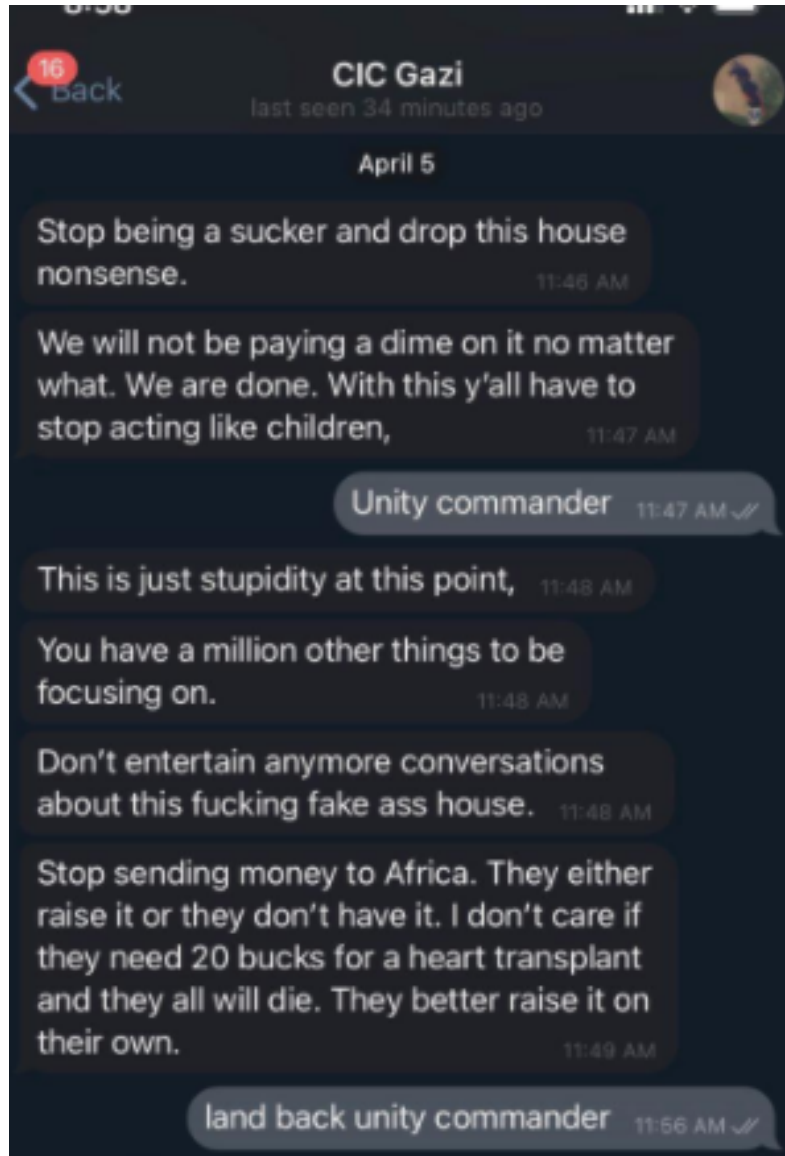 16
Back
CIC Gazi
last seen 34 minutes ago
April 5
Stop being a sucker and drop this house
nonsense.
11:46 AM
We will not be paying a dime on it no matter
what. We are done. With this y'all have to
stop acting like children,
11:47 AM
Unity commander
11:47 AM
This is just stupidity at this point,
11:48 AM
You have a million other things to be
focusing on.
11:48 AM
Don't entertain anymore conversations
about this fucking fake ass house.
11:48 AM
Stop sending money to Africa. They either
raise it or they don't have it. I don't care if
they need 20 bucks for a heart transplant
and they all will die. They better raise it on
their own.
11:49 AM
land back unity commander
11:56 AM